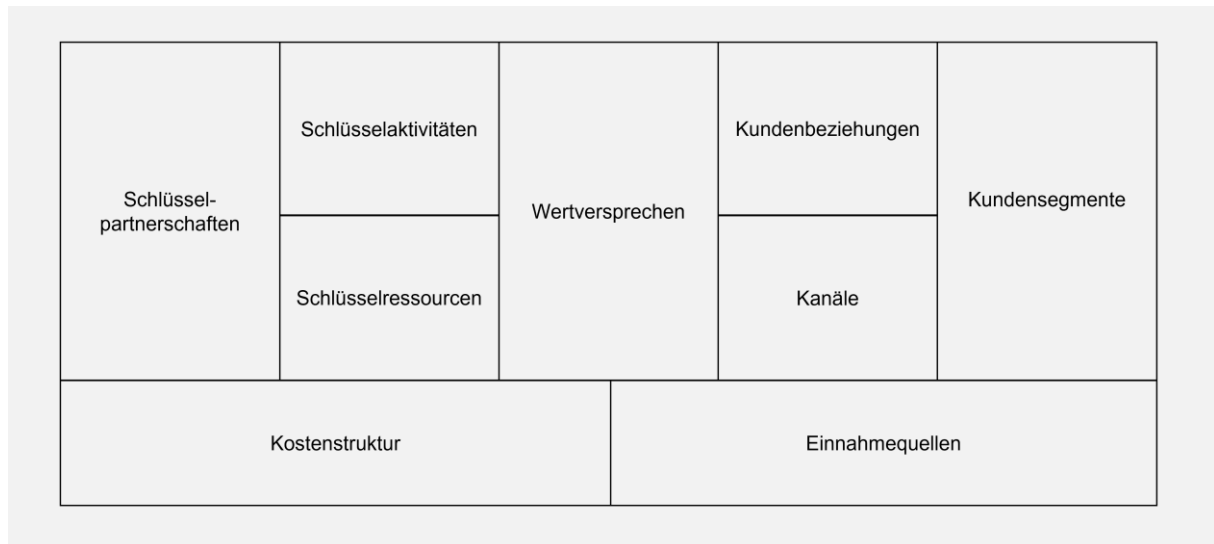 Schlüssel-
partnerschaften
Schlüsselaktivitäten
Schlüsselressourcen
Wertversprechen
Kundenbeziehungen
Kanäle
Kundensegmente
Kostenstruktur
Einnahmequellen